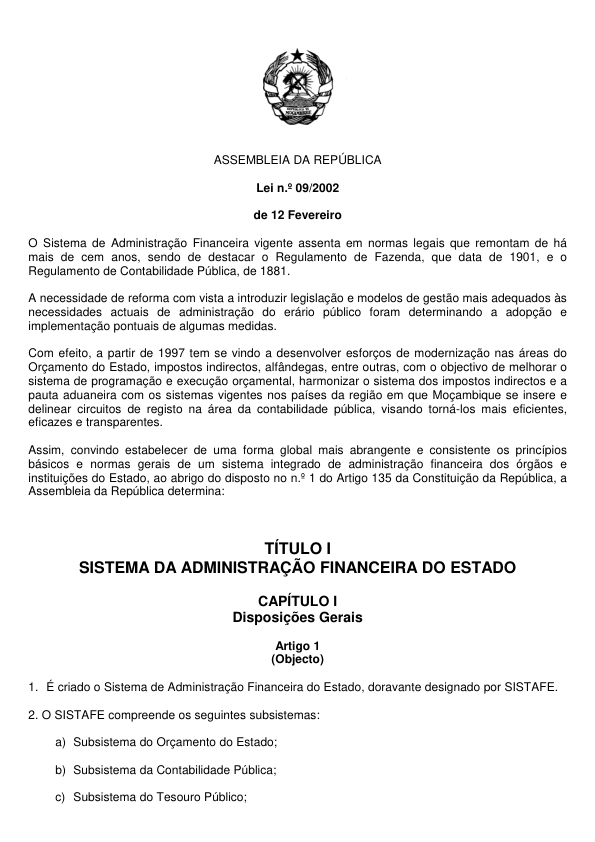 ASSEMBLEIA DA REPÚBLICA
Lei n.º 09/2002
de 12 Fevereiro
O Sistema de Administração Financeira vigente assenta em normas legais que remontam de há
mais de cem anos, sendo de destacar o Regulamento de Fazenda, que data de 1901, e o
Regulamento de Contabilidade Pública, de 1881.
A necessidade de reforma com vista a introduzir legislação e modelos de gestão mais adequados às
necessidades actuais de administração do erário público foram determinando a adopção e
implementação pontuais de algumas medidas.
Com efeito, a partir de 1997 tem se vindo a desenvolver esforços de modernização nas áreas do
Orçamento do Estado, impostos indirectos, alfândegas, entre outras, com o objectivo de melhorar o
sistema de programação e execução orçamental, harmonizar o sistema dos impostos indirectos e a
pauta aduaneira com os sistemas vigentes nos países da região em que Moçambique se insere e
delinear circuitos de registo na área da contabilidade pública, visando torná-los mais eficientes,
eficazes e transparentes.
Assim, convindo estabelecer de uma forma global mais abrangente e consistente os princípios
básicos e normas gerais de um sistema integrado de administração financeira dos órgãos e
instituições do Estado, ao abrigo do disposto no n.º 1 do Artigo 135 da Constituição da República, a
Assembleia da República determina:
TÍTULO I
SISTEMA DA ADMINISTRAÇÃO FINANCEIRA DO ESTADO
CAPÍTULO I
Disposições Gerais
Artigo 1
(Objecto)
1. É criado o Sistema de Administração Financeira do Estado, doravante designado por SISTAFE.
2. O SISTAFE compreende os seguintes subsistemas:
a) Subsistema do Orçamento do Estado;
b) Subsistema da Contabilidade Pública;
c) Subsistema do Tesouro Público;